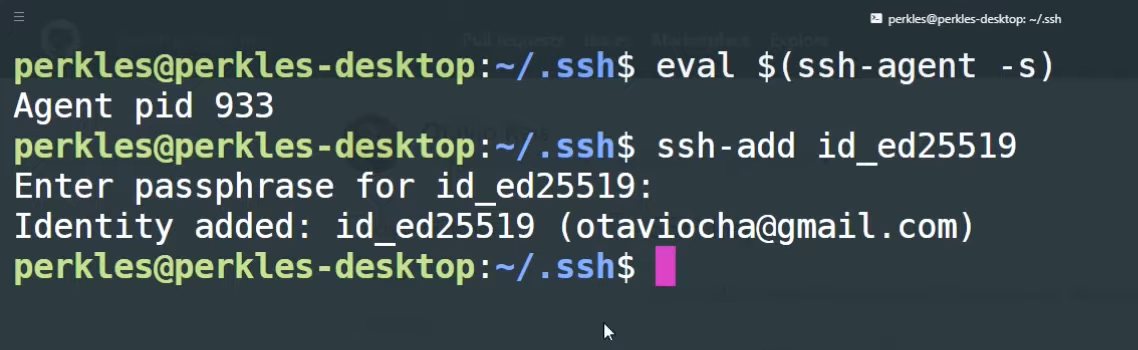 perkles@perkles-desktop: ~/.ssh
perkles@perkles-desktop:~/.ssh$ eval $(ssh-agent -s)
Agent pid 933
perkles@perkles-desktop:~/.ssh$ ssh-add id_ed25519
Enter passphrase for id_ed25519:
Identity added: id_ed25519 (otaviocha@gmail.com)
perkles@perkles-desktop:~/.ssh$